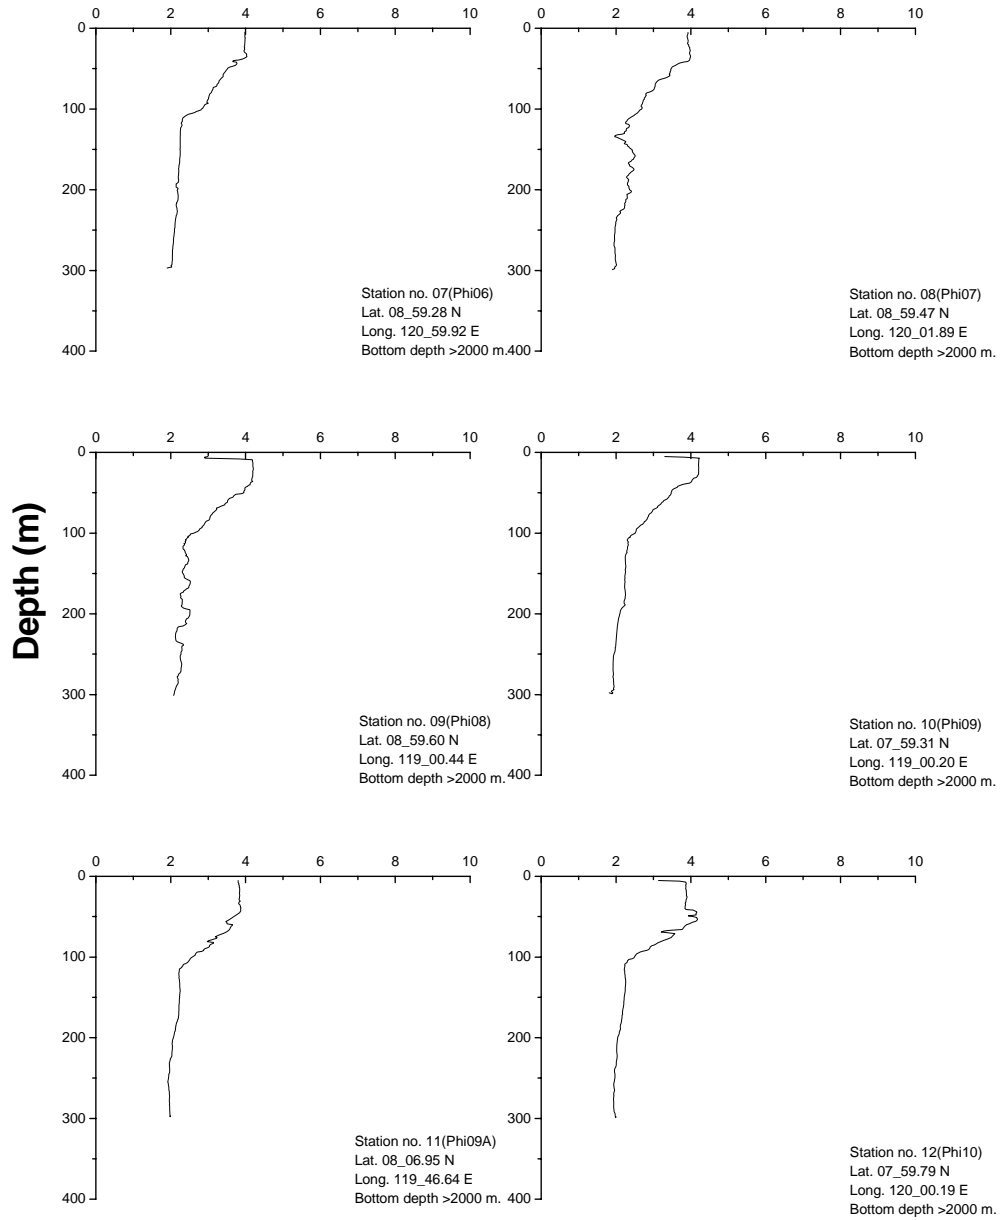 0 2 4 6 8 10
0
100
200
300
400
Station no. 07(Phi06)
Lat. 08_59.28 N
Long. 120_59.92 E
Bottom depth >2000 m.
0 2 4 6 8 10
0
100
200
300
400
Station no. 08(Phi07)
Lat. 08_59.47 N
Long. 120_01.89 E
Bottom depth >2000 m.
Depth (m)
0 2 4 6 8 10
0
100
200
300
400
Station no. 09(Phi08)
Lat. 08_59.60 N
Long. 119_00.44 E
Bottom depth >2000 m.
0 2 4 6 8 10
0
100
200
300
400
Station no. 10(Phi09)
Lat. 07_59.31 N
Long. 119_00.20 E
Bottom depth >2000 m.
0 2 4 6 8 10
0
100
200
300
400
Station no. 11(Phi09A)
Lat. 08_06.95 N
Long. 119_46.64 E
Bottom depth >2000 m.
0 2 4 6 8 10
0
100
200
300
400
Station no. 12(Phi10)
Lat. 07_59.79 N
Long. 120_00.19 E
Bottom depth >2000 m.